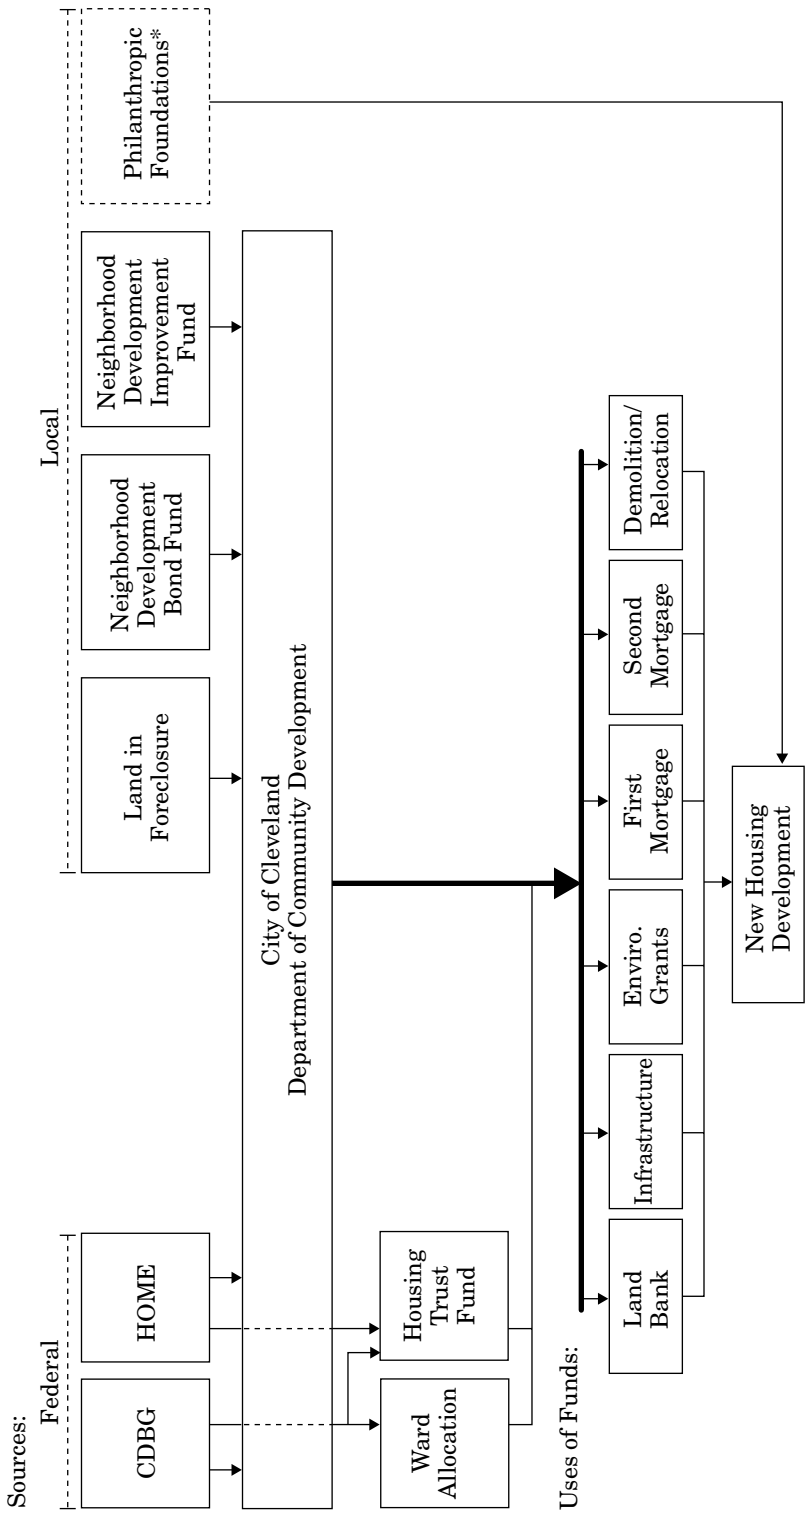 Sources:
Federal
Local
CDBG
HOME
Land in
Foreclosure
Neighborhood
Development
Bond Fund
Neighborhood
Development
Improvement
Fund
Philanthropic
Foundations*
City of Cleveland
Department of Community Development
Ward
Allocation
Housing
Trust
Fund
Uses of Funds:
Land
Bank
Infrastructure
Enviro.
Grants
First
Mortgage
Second
Mortgage
Demolition/
Relocation
New Housing
Development